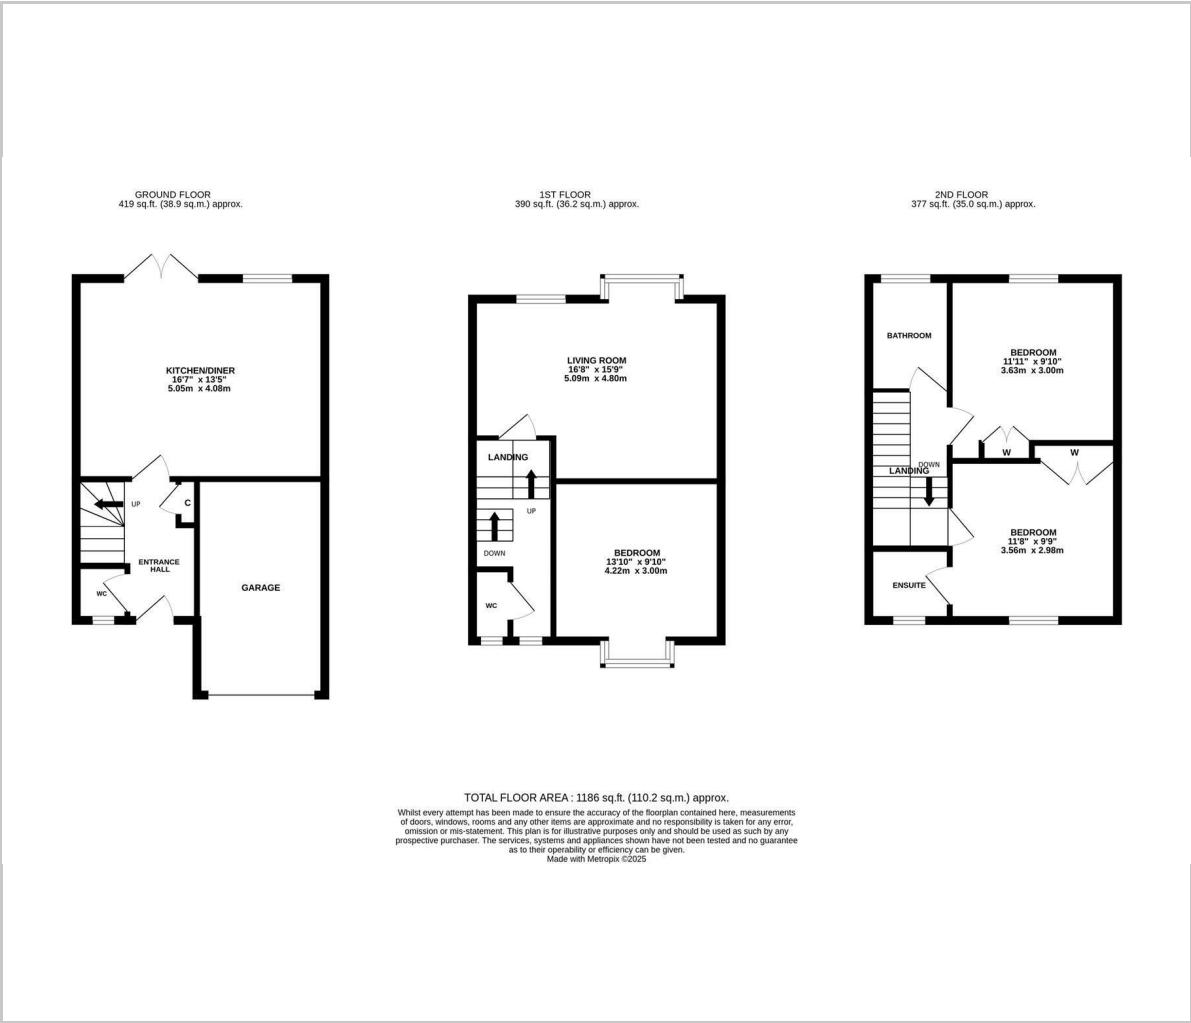 GROUND FLOOR
419 sq.ft. (38.9 sq.m.) approx.
KITCHEN/DINER
16'7" x 13'5"
5.05m x 4.08m
UP
C
ENTRANCE
HALL
WC
GARAGE
1ST FLOOR
390 sq.ft. (36.2 sq.m.) approx.
LIVING ROOM
16'8" x 15'9"
5.09m x 4.80m
LANDING
UP
DOWN
BEDROOM
13'10" x 9'10"
4.22m x 3.00m
WC
2ND FLOOR
377 sq.ft. (35.0 sq.m.) approx.
BATHROOM
BEDROOM
11'11" x 9'10"
3.63m x 3.00m
W
W
DOWN
LANDING
BEDROOM
11'8" x 9'9"
3.56m x 2.98m
ENSUITE
TOTAL FLOOR AREA : 1186 sq.ft. (110.2 sq.m.) approx.
Whilst every attempt has been made to ensure the accuracy of the floorplan contained here, measurements
of doors, windows, rooms and any other items are approximate and no responsibility is taken for any error,
omission or mis-statement. This plan is for illustrative purposes only and should be used as such by any
prospective purchaser. The services, systems and appliances shown have not been tested and no guarantee
as to their operability or efficiency can be given.
Made with Metropix ©2025